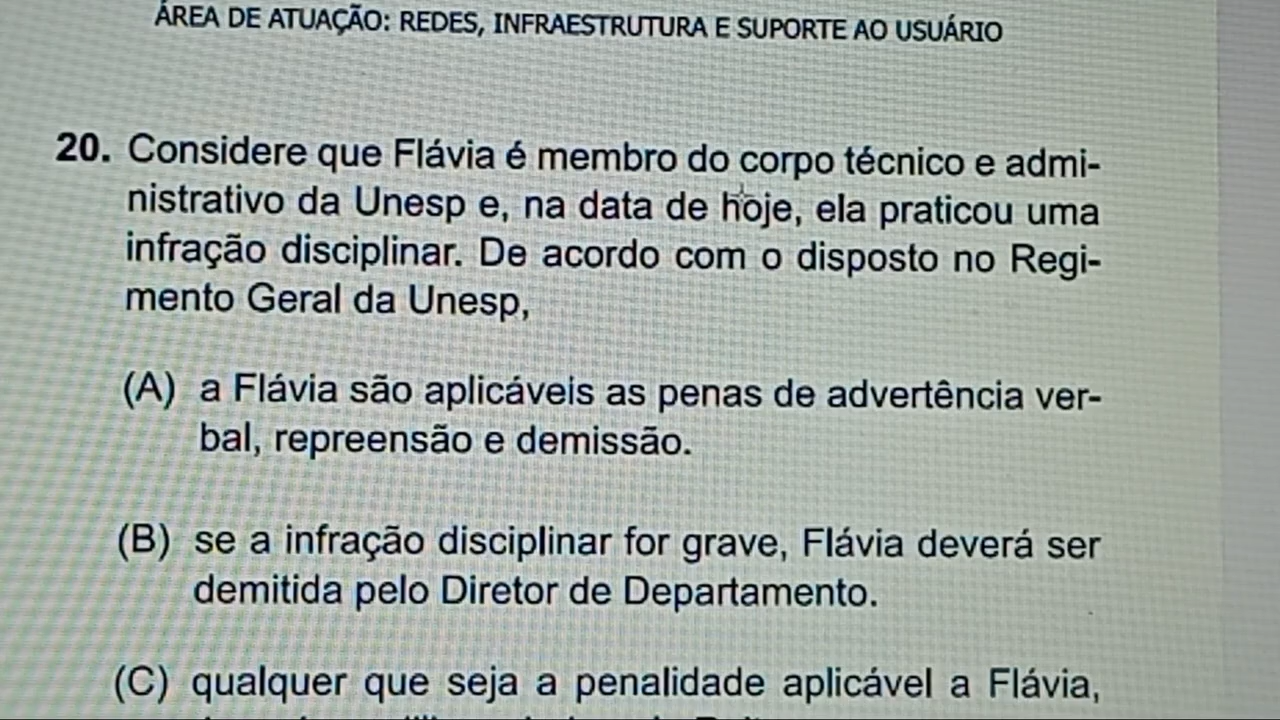 ÁREA DE ATUAÇÃO: REDES, INFRAESTRUTURA E SUPORTE AO USUÁRIO
20. Considere que Flávia é membro do corpo técnico e admi-
nistrativo da Unesp e, na data de hoje, ela praticou uma
infração disciplinar. De acordo com o disposto no Regi-
mento Geral da Unesp,
(A) a Flávia são aplicáveis as penas de advertência ver-
bal, repreensão e demissão.
(B) se a infração disciplinar for grave, Flávia deverá ser
demitida pelo Diretor de Departamento.
(C) qualquer que seja a penalidade aplicável a Flávia,